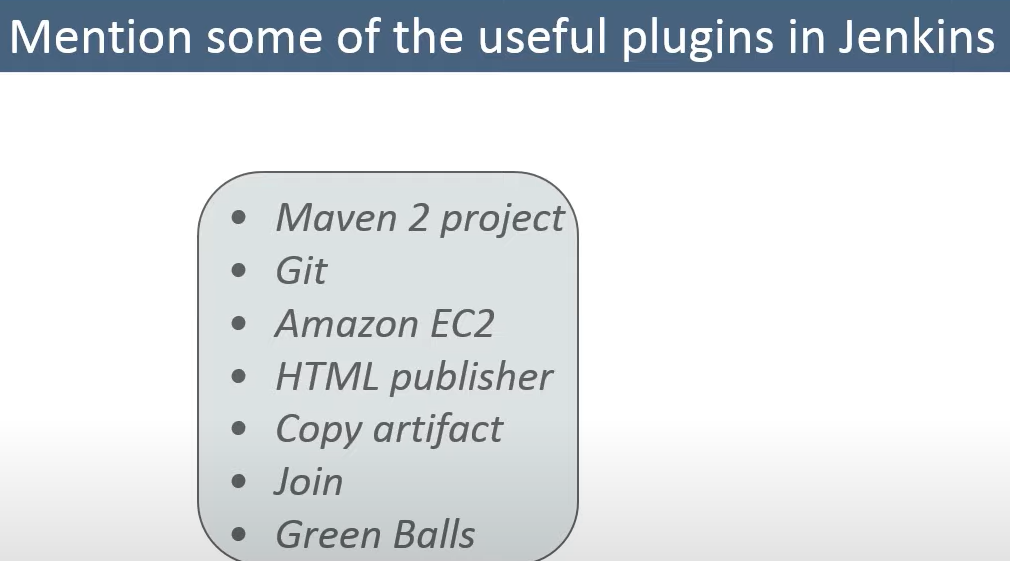 Mention some of the useful plugins in Jenkins
• Maven 2 project
• Git
• Amazon EC2
• HTML publisher
• Copy artifact
• Join
• Green Balls